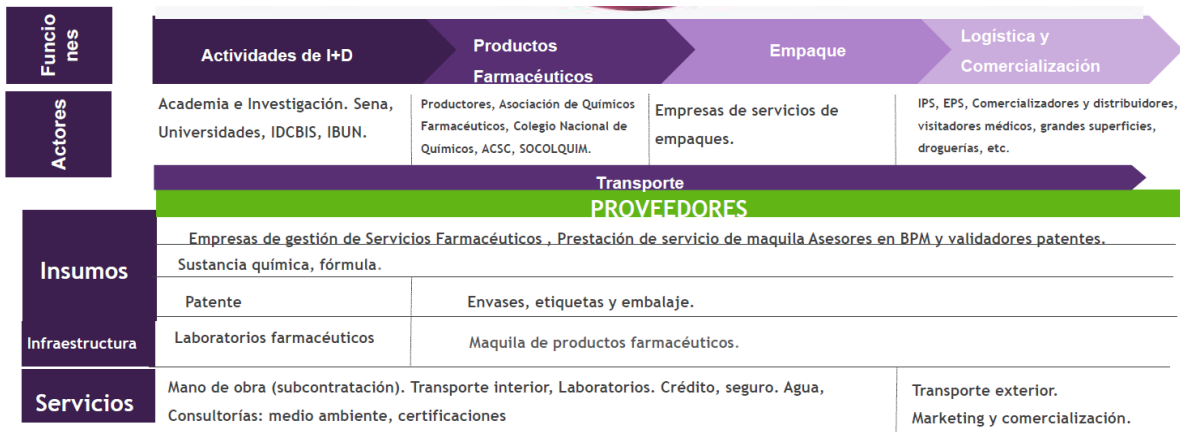 Funcio
nes
Actividades de I+D
Productos
Farmacéuticos
Empaque
Logistica y
Comercialización
Actores
Academia e Investigación. Sena,
Universidades, IDCBIS, IBUN.
Productores, Asociación de Químicos
Farmacéuticos, Colegio Nacional de
Químicos, ACSC, SOCOLQUIM.
Empresas de servicios de
empaques.
IPS, EPS, Comercializadores y distribuidores,
visitadores médicos, grandes superficies,
droguerías, etc.
Transporte
PROVEEDORES
Insumos
Empresas de gestión de Servicios Farmacéuticos , Prestación de servicio de maquila Asesores en BPM y validadores patentes.
Sustancia química, fórmula.
Patente
Envases, etiquetas y embalaje.
Infraestructura
Laboratorios farmacéuticos
Maquila de productos farmacéuticos.
Servicios
Mano de obra (subcontratación). Transporte interior, Laboratorios. Crédito, seguro. Agua,
Consultorías: medio ambiente, certificaciones
Transporte exterior.
Marketing y comercialización.